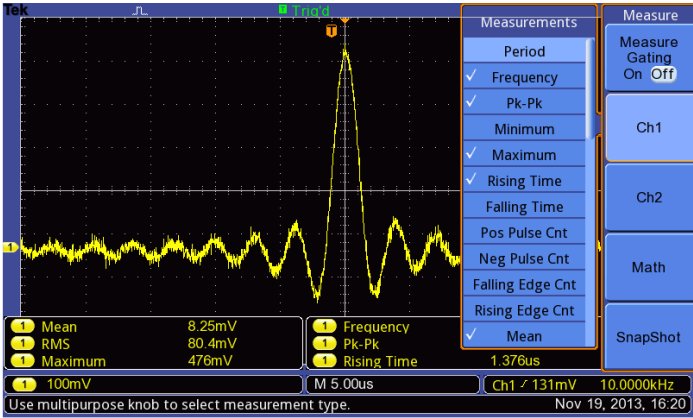 Tek
T Trig'd
T
Measurements
Period
✓ Frequency
✓ Pk-Pk
Minimum
✓ Maximum
✓ Rising Time
Falling Time
Pos Pulse Cnt
Neg Pulse Cnt
Falling Edge Cnt
Rising Edge Cnt
✓ Mean
Measure
Measure
Gating
On Off
Ch1
Ch2
Math
SnapShot
1
1 Mean 8.25mV
1 RMS 80.4mV
1 Maximum 476mV
1 Frequency
1 Pk-Pk
1 Rising Time 1.376us
1 100mV
M 5.00us
Ch1 131mV 10.0000kHz
Use multipurpose knob to select measurement type.
Nov 19, 2013, 16:20